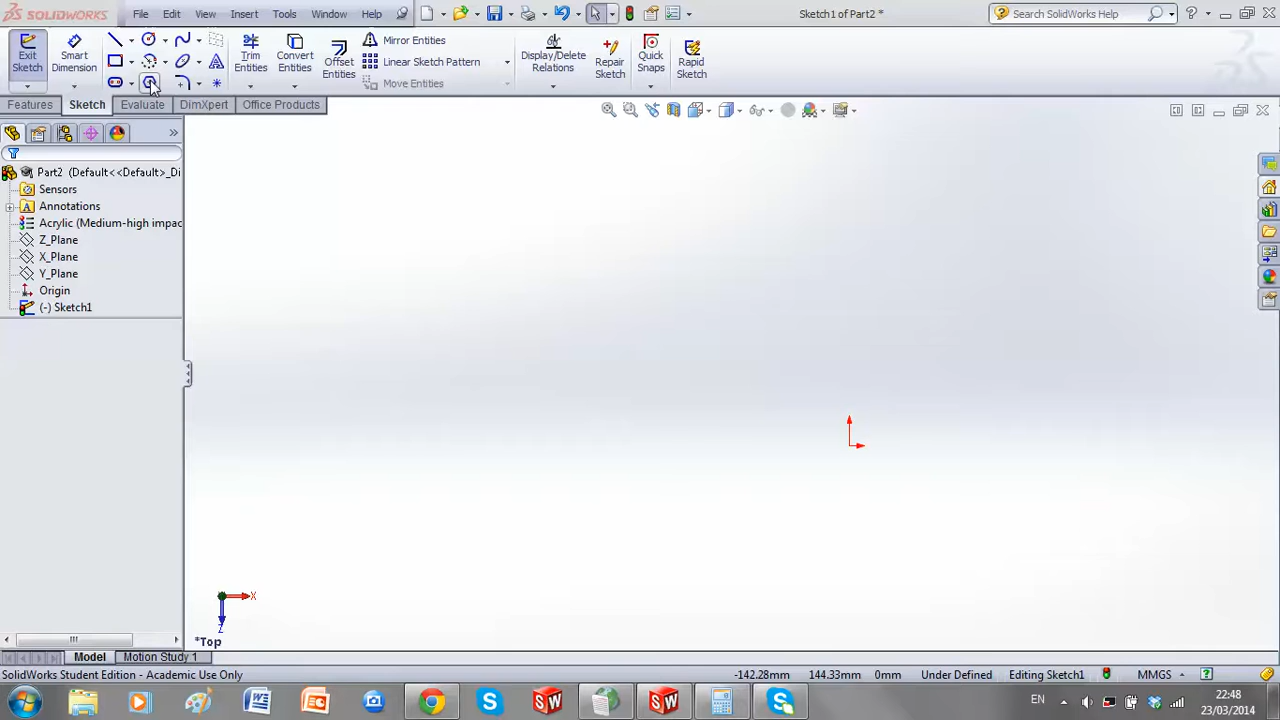 SOLIDWORKS
File Edit View Insert Tools Window Help
Sketch1 of Part2 *
Search SolidWorks Help
Exit Sketch
Smart Dimension
Trim Entities
Convert Entities
Offset Entities
Mirror Entities
Linear Sketch Pattern
Move Entities
Display/Delete Relations
Repair Sketch
Quick Snaps
Rapid Sketch
Features Sketch Evaluate DimXpert Office Products
Part2 (Default<<Default>_Di
Sensors
Annotations
Acrylic (Medium-high impac
Z_Plane
X_Plane
Y_Plane
Origin
(-) Sketch1
X
Z
*Top
Model Motion Study 1
SolidWorks Student Edition - Academic Use Only
-142.28mm 144.33mm 0mm Under Defined Editing Sketch1 MMGS
EN
22:48
23/03/2014